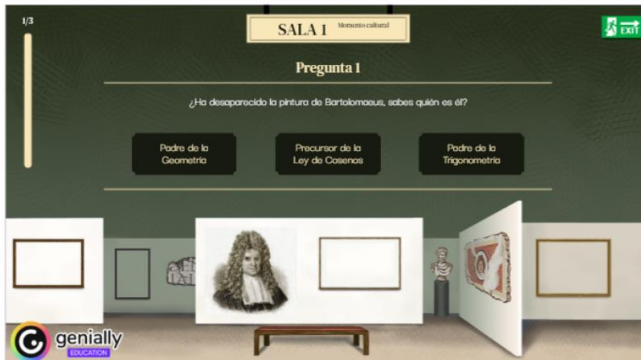 1/3
SALA 1
Momento cultural
EXIT
Pregunta 1
¿Ha desaparecido la pintura de Bartolomaeus, sabes quién es él?
Padre de la
Geometría
Precursor de la
Ley de Cosenos
Padre de la
Trigonometría
genially
EDUCATION